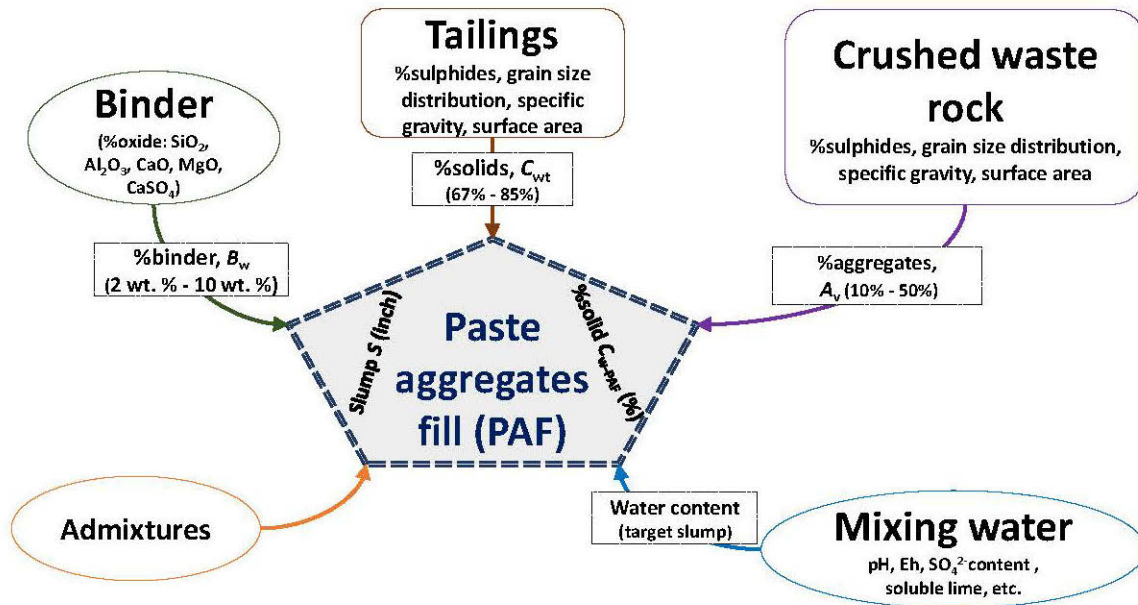 Tailings
%sulphides, grain size
distribution, specific
gravity, surface area
Crushed waste
rock
%sulphides, grain size distribution,
specific gravity, surface area
Binder
(%oxide: SiO₂,
Al₂O₃, CaO, MgO,
CaSO₄)
%solids, Cwt
(67% - 85%)
%binder, Bw
(2 wt. % - 10 wt. %)
%aggregates,
Av (10% - 50%)
Slump S (inch)
%solid Cw-PAF (%)
Paste
aggregates
fill (PAF)
Admixtures
Water content
(target slump)
Mixing water
pH, Eh, SO₄²⁻ content ,
soluble lime, etc.